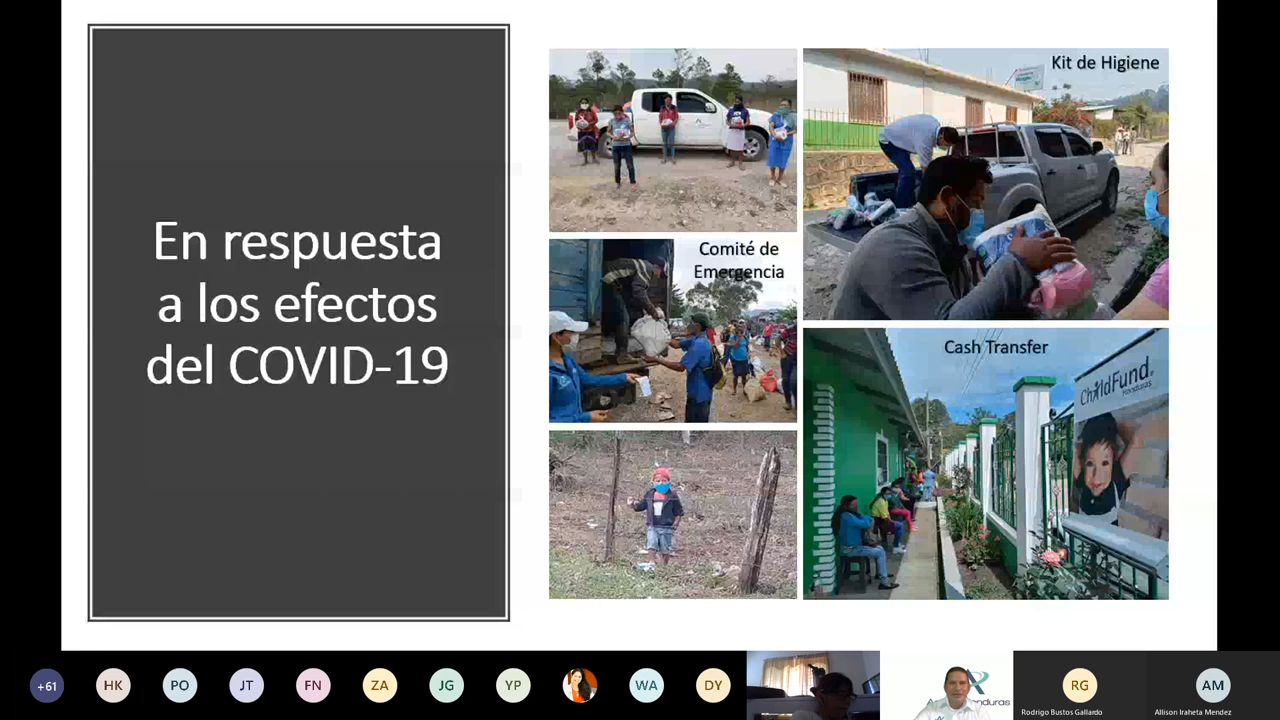 En respuesta
a los efectos
del COVID-19
Kit de Higiene
Comité de
Emergencia
Cash Transfer
ChildFund
Honduras
+61
HK
PO
JT
FN
ZA
JG
YP
WA
DY
RG
AM
Rodrigo Bustos Gallardo
Allison Iraheta Mendez